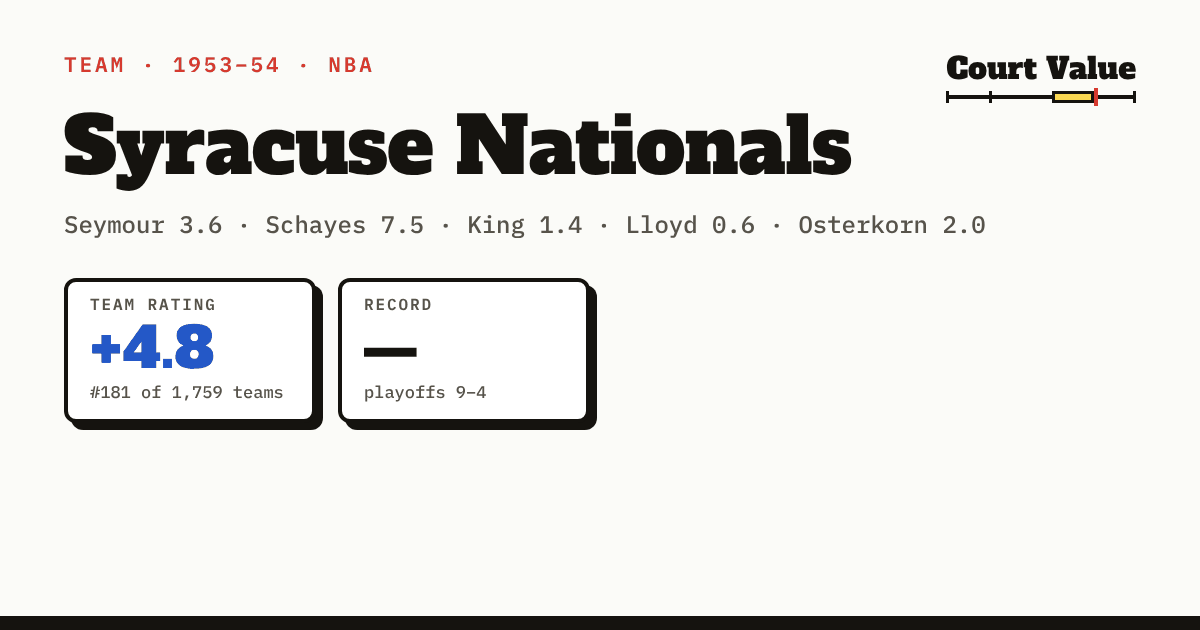 TEAM · 1953–54 · NBA
Court Value
Syracuse Nationals
Seymour 3.6 · Schayes 7.5 · King 1.4 · Lloyd 0.6 · Osterkorn 2.0
TEAM RATING
+4.8
#181 of 1,759 teams
RECORD
—
playoffs 9–4